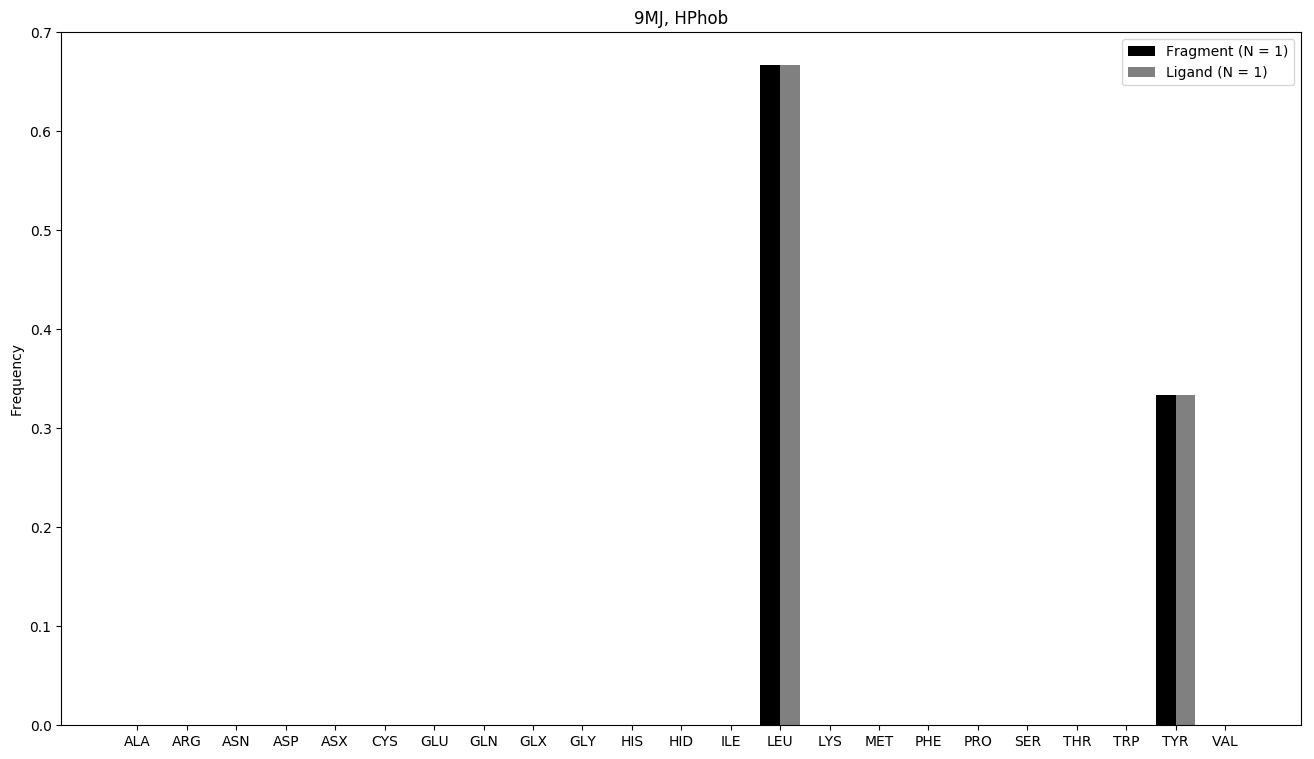 9MJ, HPhob
Fragment (N = 1)
Ligand (N = 1)
Frequency
0.7
0.6
0.5
0.4
0.3
0.2
0.1
0.0
ALA ARG ASN ASP ASX CYS GLU GLN GLX GLY HIS HID ILE LEU LYS MET PHE PRO SER THR TRP TYR VAL